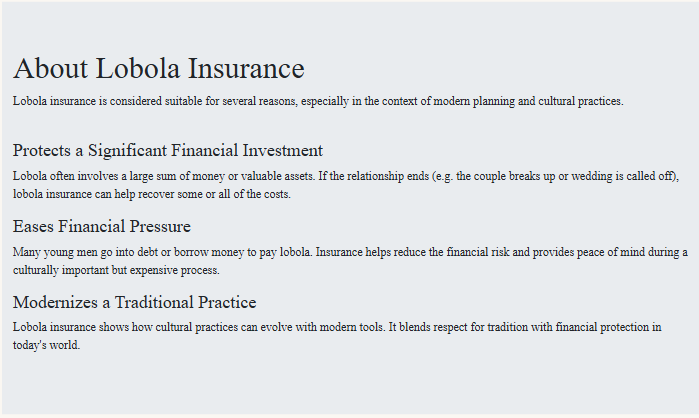 About Lobola Insurance
Lobola insurance is considered suitable for several reasons, especially in the context of modern planning and cultural practices.
Protects a Significant Financial Investment
Lobola often involves a large sum of money or valuable assets. If the relationship ends (e.g. the couple breaks up or wedding is called off),
lobola insurance can help recover some or all of the costs.
Eases Financial Pressure
Many young men go into debt or borrow money to pay lobola. Insurance helps reduce the financial risk and provides peace of mind during a
culturally important but expensive process.
Modernizes a Traditional Practice
Lobola insurance shows how cultural practices can evolve with modern tools. It blends respect for tradition with financial protection in
today's world.